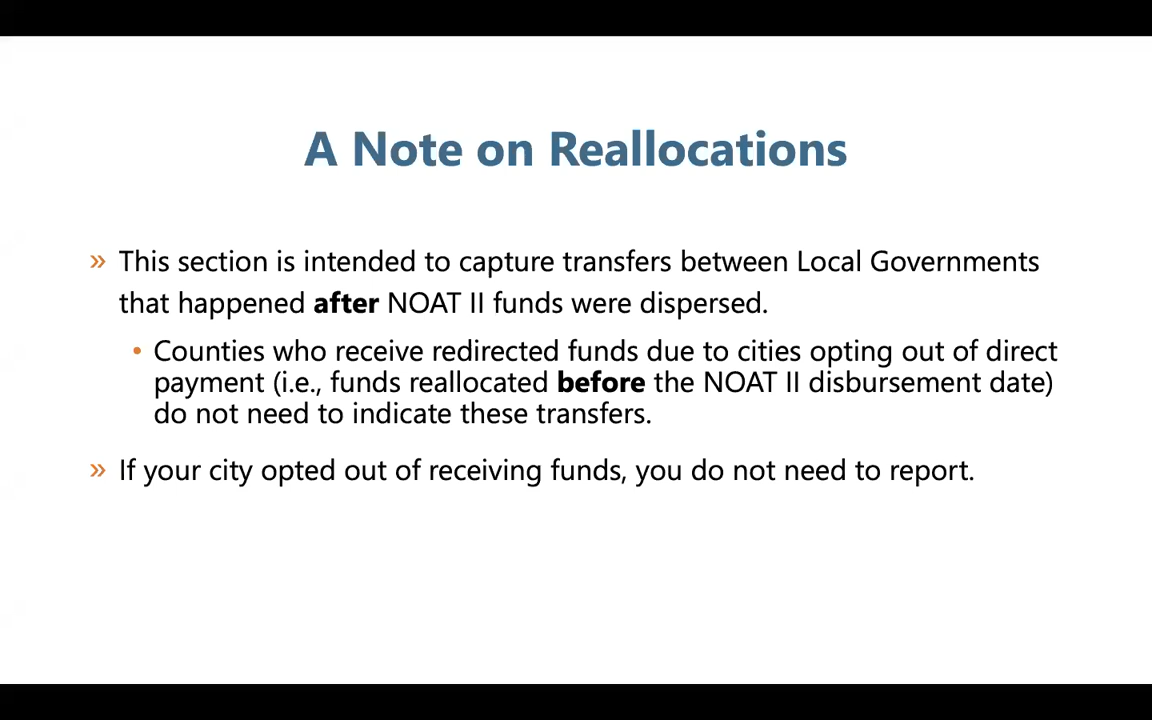 A Note on Reallocations
» This section is intended to capture transfers between Local Governments
that happened after NOAT II funds were dispersed.
• Counties who receive redirected funds due to cities opting out of direct
payment (i.e., funds reallocated before the NOAT II disbursement date)
do not need to indicate these transfers.
» If your city opted out of receiving funds, you do not need to report.